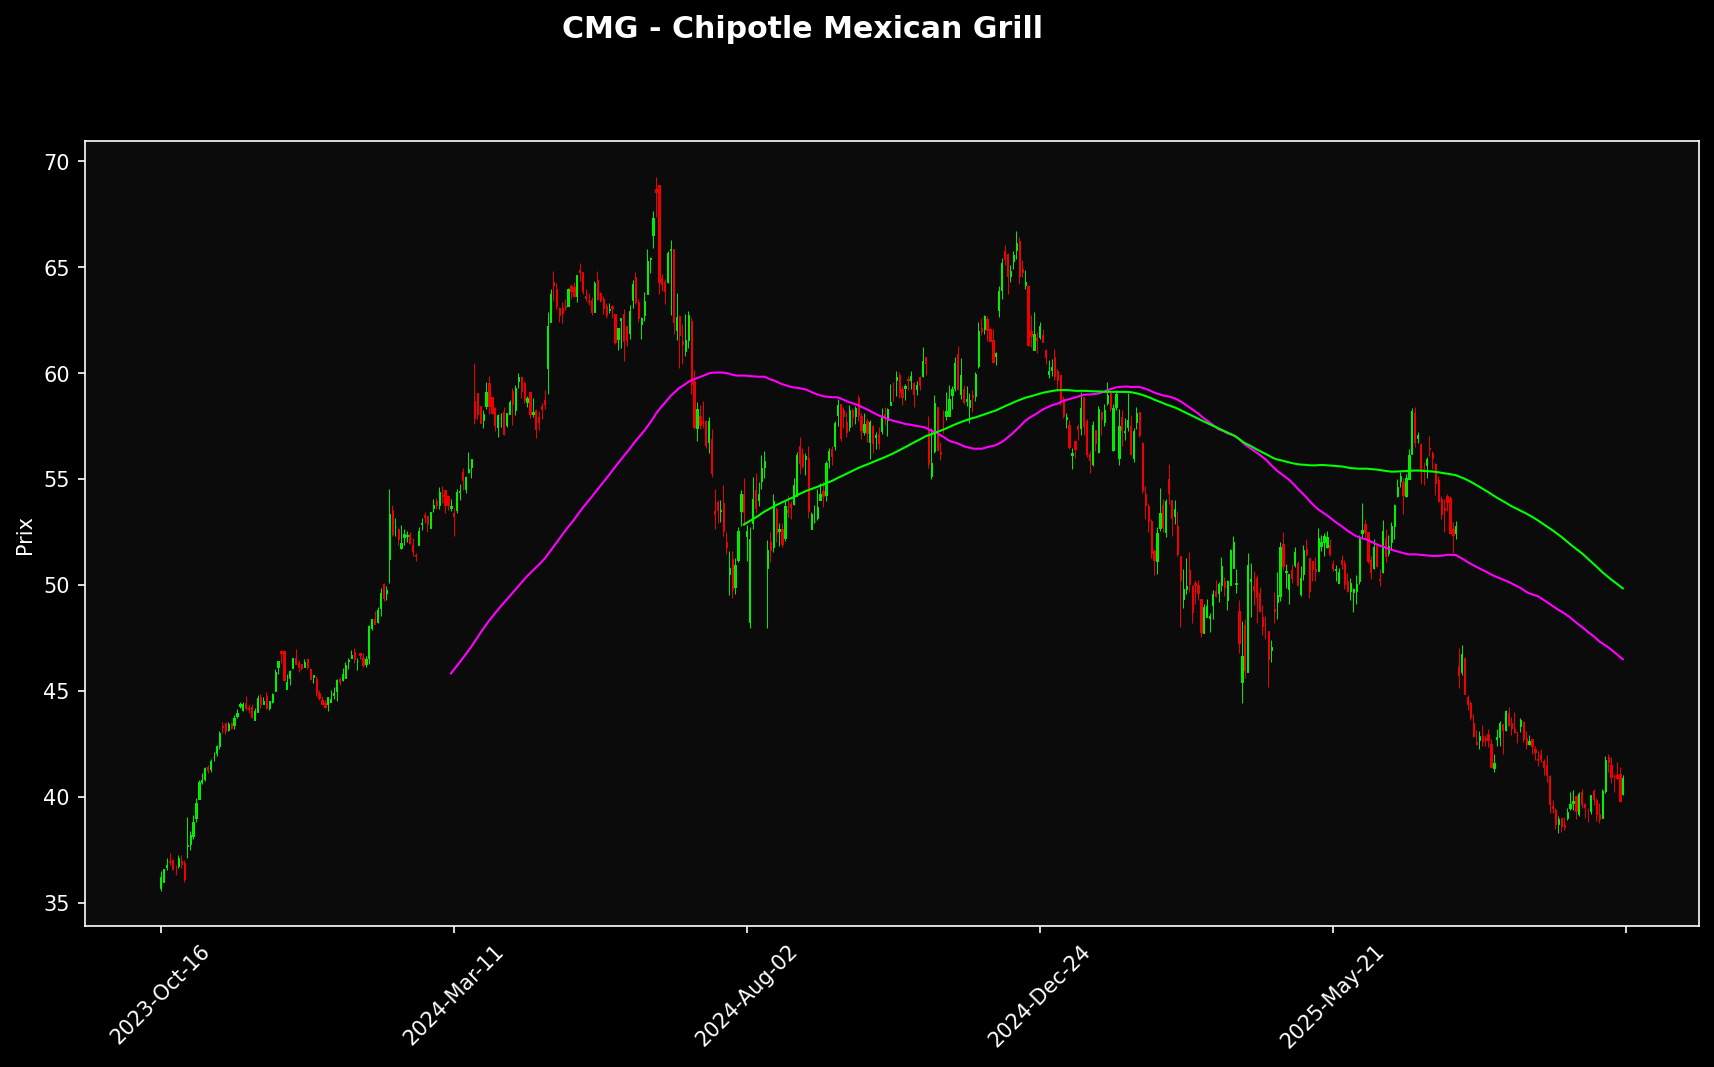 CMG - Chipotle Mexican Grill
Prix
70
65
60
55
50
45
40
35
2023-Oct-16
2024-Mar-11
2024-Aug-02
2024-Dec-24
2025-May-21